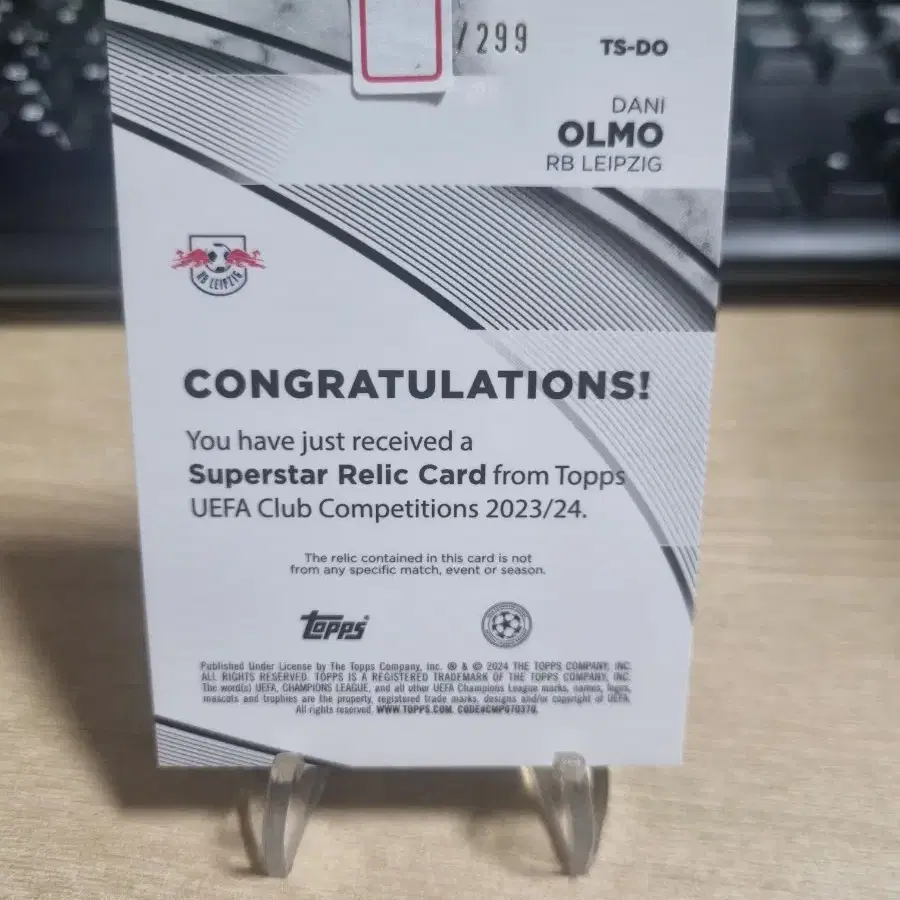 /299
TS-DO
DANI
OLMO
RB LEIPZIG
RB LEIPZIG
CONGRATULATIONS!
You have just received a
Superstar Relic Card from Topps
UEFA Club Competitions 2023/24.
The relic contained in this card is not
from any specific match, event or season.
topps
Published Under License by The Topps Company, Inc. ® & © 2024 THE TOPPS COMPANY, INC.
ALL RIGHTS RESERVED. TOPPS IS A REGISTERED TRADEMARK OF THE TOPPS COMPANY, INC.
The word(s) UEFA, CHAMPIONS LEAGUE, and all other UEFA Champions League marks, names, logos,
mascots and trophies are the property, registered trade marks, designs and/or copyright of UEFA.
All rights reserved. WWW.TOPPS.COM. CODE#CMPG70370.